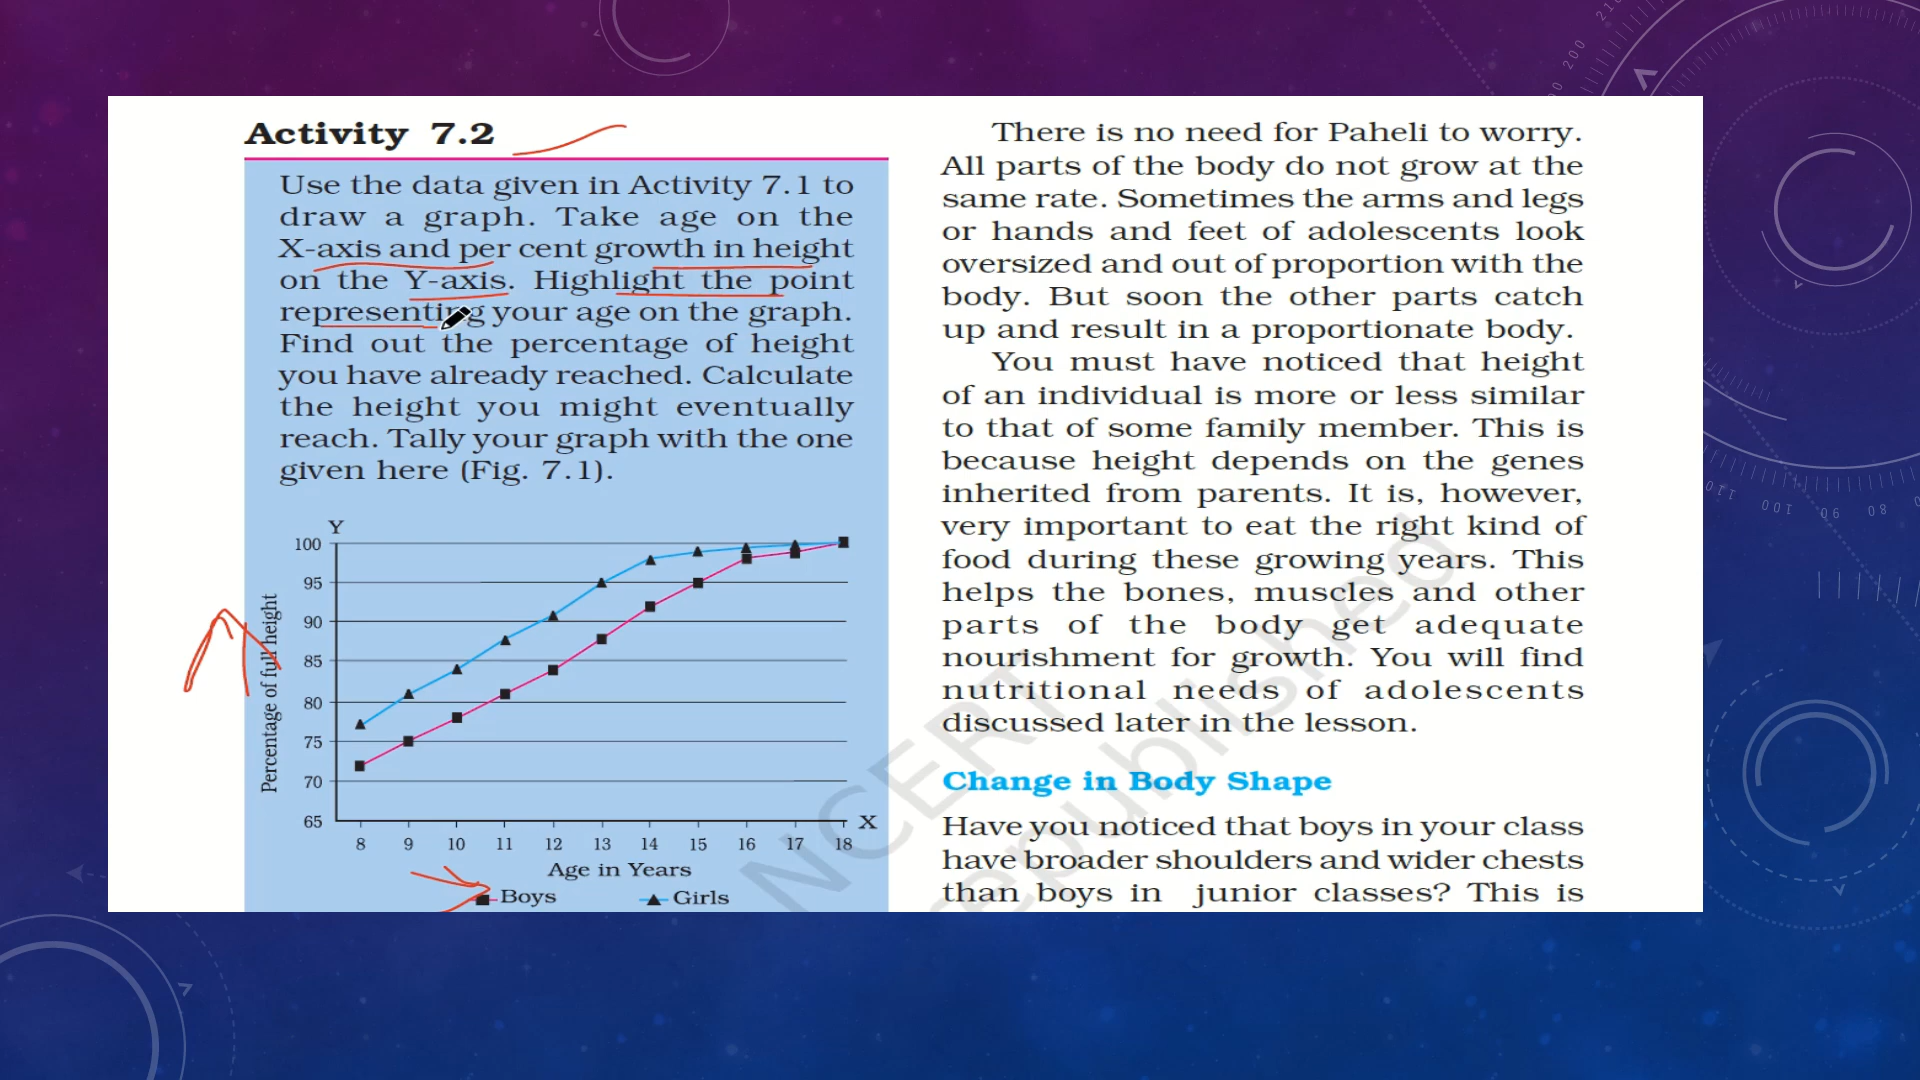 Activity 7.2
Use the data given in Activity 7.1 to
draw a graph. Take age on the
X-axis and per cent growth in height
on the Y-axis. Highlight the point
representing your age on the graph.
Find out the percentage of height
you have already reached. Calculate
the height you might eventually
reach. Tally your graph with the one
given here (Fig. 7.1).
Y
100
95
90
85
80
75
70
65
Percentage of full height
X
8 9 10 11 12 13 14 15 16 17 18
Age in Years
Boys Girls
There is no need for Paheli to worry.
All parts of the body do not grow at the
same rate. Sometimes the arms and legs
or hands and feet of adolescents look
oversized and out of proportion with the
body. But soon the other parts catch
up and result in a proportionate body.
You must have noticed that height
of an individual is more or less similar
to that of some family member. This is
because height depends on the genes
inherited from parents. It is, however,
very important to eat the right kind of
food during these growing years. This
helps the bones, muscles and other
parts of the body get adequate
nourishment for growth. You will find
nutritional needs of adolescents
discussed later in the lesson.
Change in Body Shape
Have you noticed that boys in your class
have broader shoulders and wider chests
than boys in junior classes? This is
NCERT
republished
200
110
100
90
80